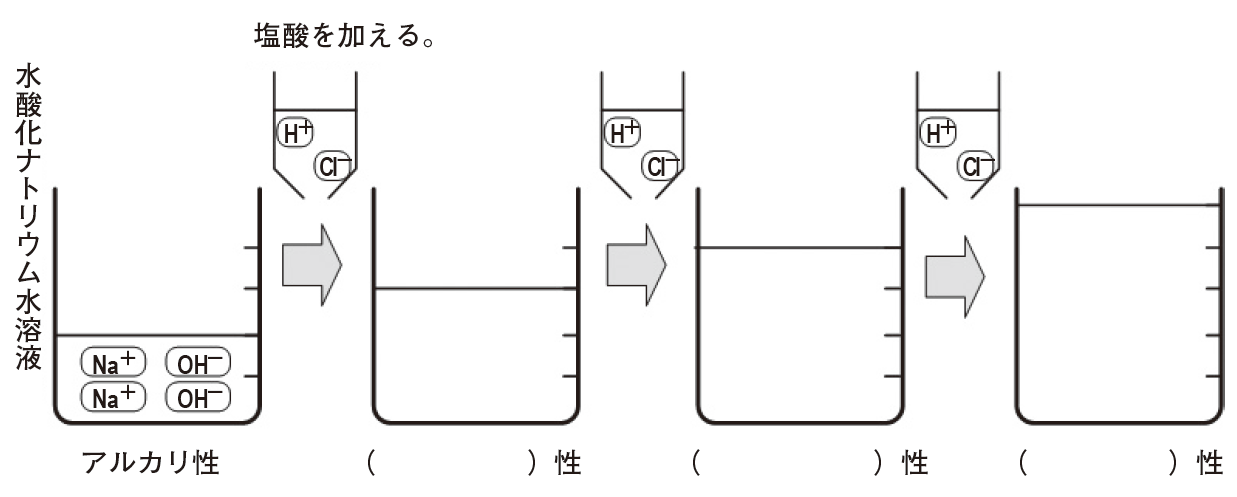 塩酸を加える。
水酸化ナトリウム水溶液
H⁺
Cl⁻
H⁺
Cl⁻
H⁺
Cl⁻
Na⁺ OH⁻
Na⁺ OH⁻
アルカリ性
（　　　）性
（　　　）性
（　　　）性